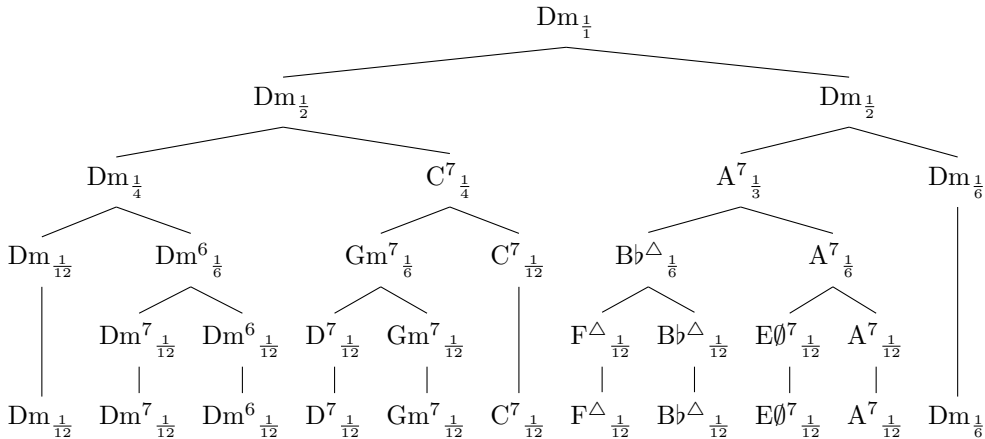 Dm 1/1
Dm 1/2 Dm 1/2
Dm 1/4 C⁷ 1/4 A⁷ 1/3 Dm 1/6
Dm 1/12 Dm⁶ 1/6 Gm⁷ 1/6 C⁷ 1/12 B♭△ 1/6 A⁷ 1/6
Dm⁷ 1/12 Dm⁶ 1/12 D⁷ 1/12 Gm⁷ 1/12 F△ 1/12 B♭△ 1/12 E∅⁷ 1/12 A⁷ 1/12
Dm 1/12 Dm⁷ 1/12 Dm⁶ 1/12 D⁷ 1/12 Gm⁷ 1/12 C⁷ 1/12 F△ 1/12 B♭△ 1/12 E∅⁷ 1/12 A⁷ 1/12 Dm 1/6